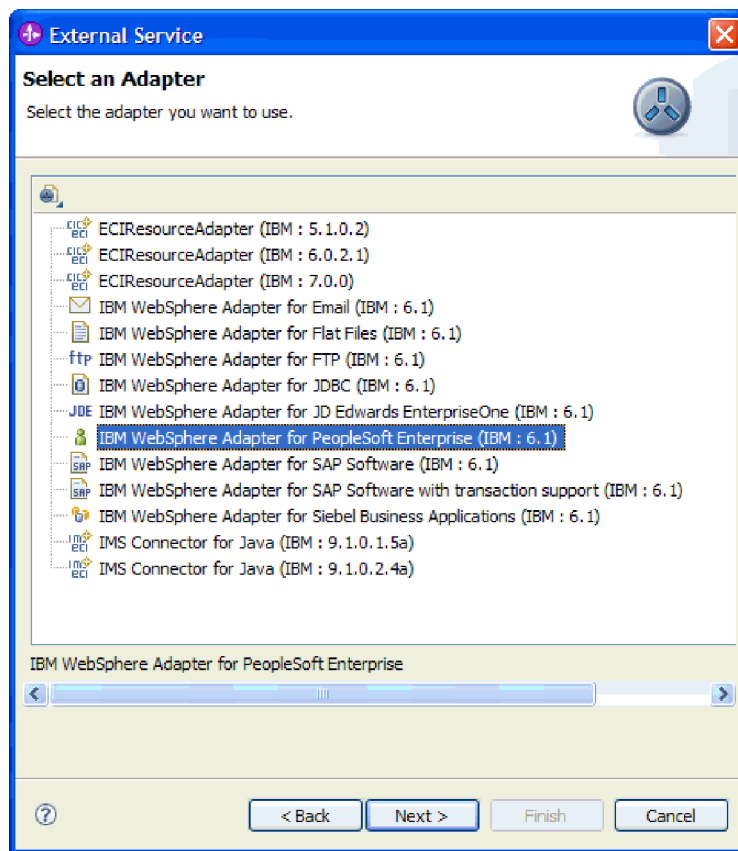 External Service
Select an Adapter
Select the adapter you want to use.
ECIResourceAdapter (IBM : 5.1.0.2)
ECIResourceAdapter (IBM : 6.0.2.1)
ECIResourceAdapter (IBM : 7.0.0)
IBM WebSphere Adapter for Email (IBM : 6.1)
IBM WebSphere Adapter for Flat Files (IBM : 6.1)
ftp IBM WebSphere Adapter for FTP (IBM : 6.1)
IBM WebSphere Adapter for JDBC (IBM : 6.1)
JDE IBM WebSphere Adapter for JD Edwards EnterpriseOne (IBM : 6.1)
IBM WebSphere Adapter for PeopleSoft Enterprise (IBM : 6.1)
SAP IBM WebSphere Adapter for SAP Software (IBM : 6.1)
SAP IBM WebSphere Adapter for SAP Software with transaction support (IBM : 6.1)
IBM WebSphere Adapter for Siebel Business Applications (IBM : 6.1)
IMS Connector for Java (IBM : 9.1.0.1.5a)
IMS Connector for Java (IBM : 9.1.0.2.4a)
IBM WebSphere Adapter for PeopleSoft Enterprise
? < Back Next > Finish Cancel